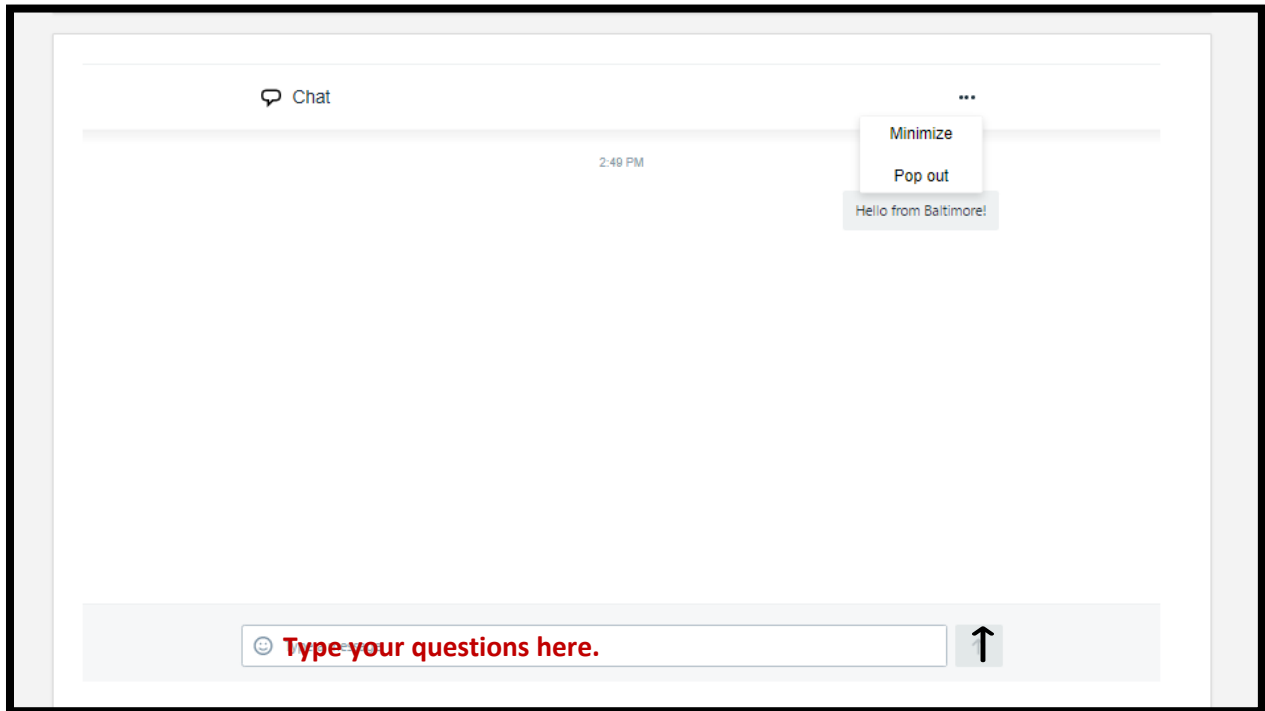 Chat
...
Minimize
2:49 PM
Pop out
Hello from Baltimore!
Type your questions here.